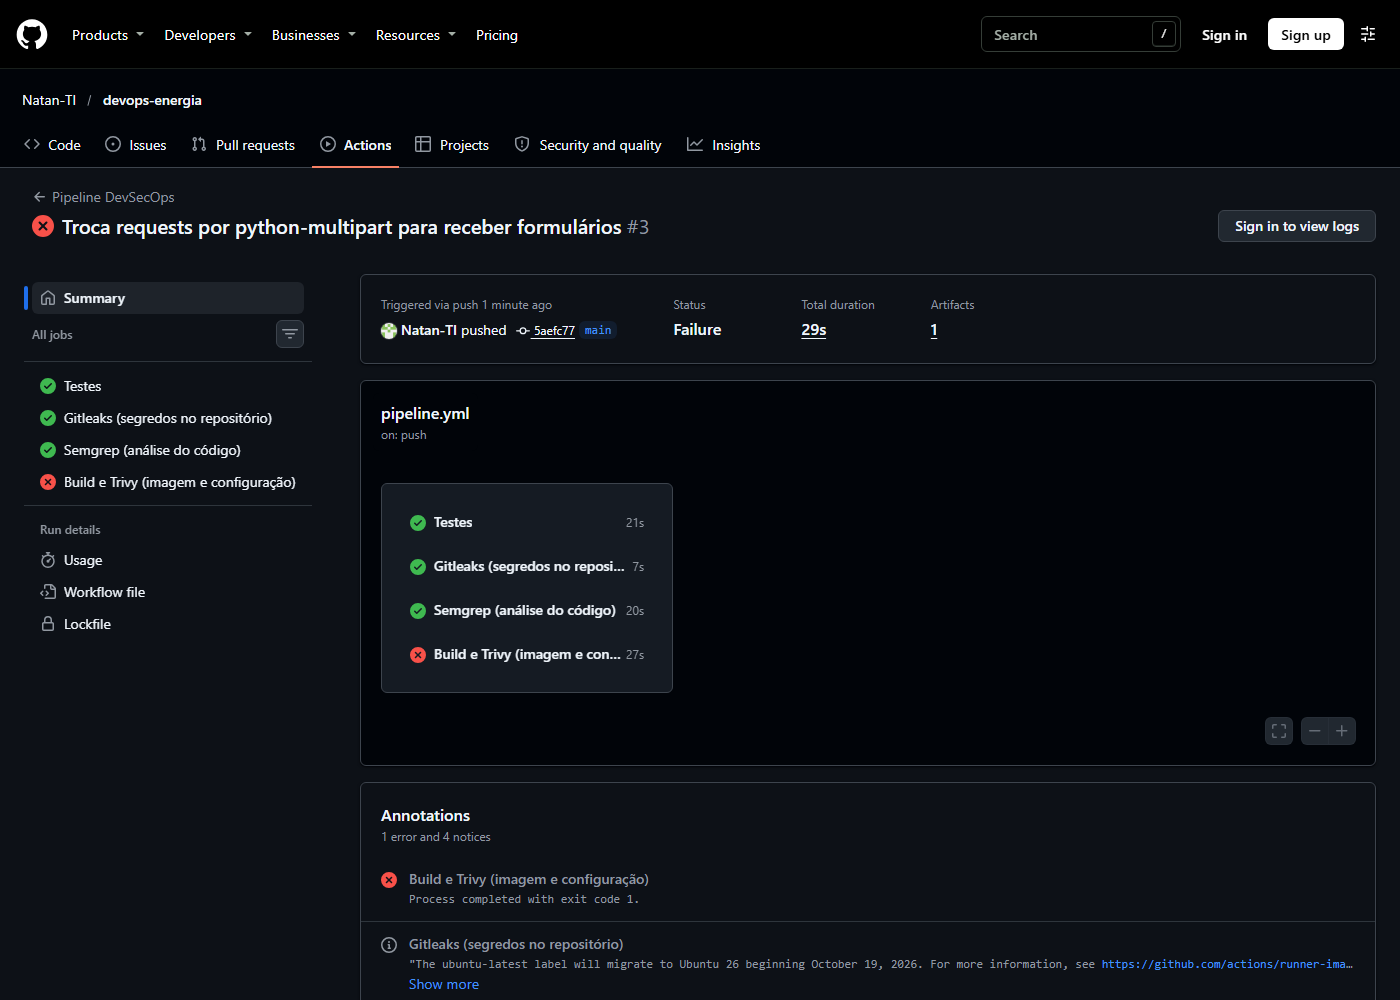 Products
Developers
Businesses
Resources
Pricing
Search
/
Sign in
Sign up
Natan-TI / devops-energia
Code
Issues
Pull requests
Actions
Projects
Security and quality
Insights
Pipeline DevSecOps
Troca requests por python-multipart para receber formulários #3
Sign in to view logs
Summary
All jobs
Testes
Gitleaks (segredos no repositório)
Semgrep (análise do código)
Build e Trivy (imagem e configuração)
Run details
Usage
Workflow file
Lockfile
Triggered via push 1 minute ago
Natan-TI pushed 5aefc77 main
Status
Failure
Total duration
29s
Artifacts
1
pipeline.yml
on: push
Testes 21s
Gitleaks (segredos no reposi... 7s
Semgrep (análise do código) 20s
Build e Trivy (imagem e con... 27s
Annotations
1 error and 4 notices
Build e Trivy (imagem e configuração)
Process completed with exit code 1.
Gitleaks (segredos no repositório)
"The ubuntu-latest label will migrate to Ubuntu 26 beginning October 19, 2026. For more information, see https://github.com/actions/runner-ima…
Show more